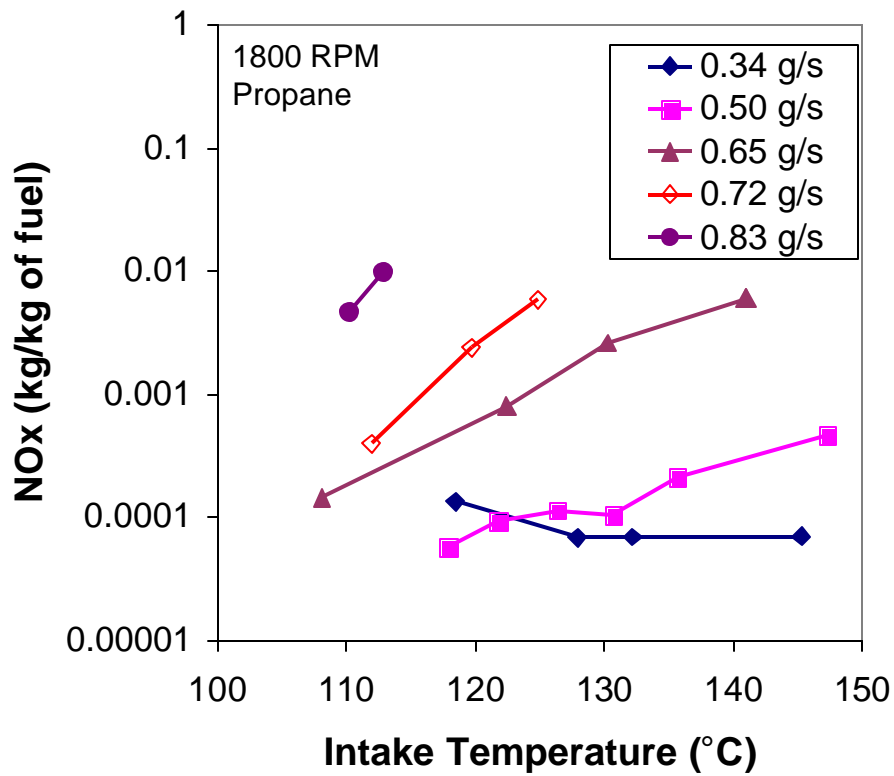 1800 RPM
Propane
0.34 g/s
0.50 g/s
0.65 g/s
0.72 g/s
0.83 g/s
NOx (kg/kg of fuel)
1
0.1
0.01
0.001
0.0001
0.00001
100 110 120 130 140 150
Intake Temperature (°C)